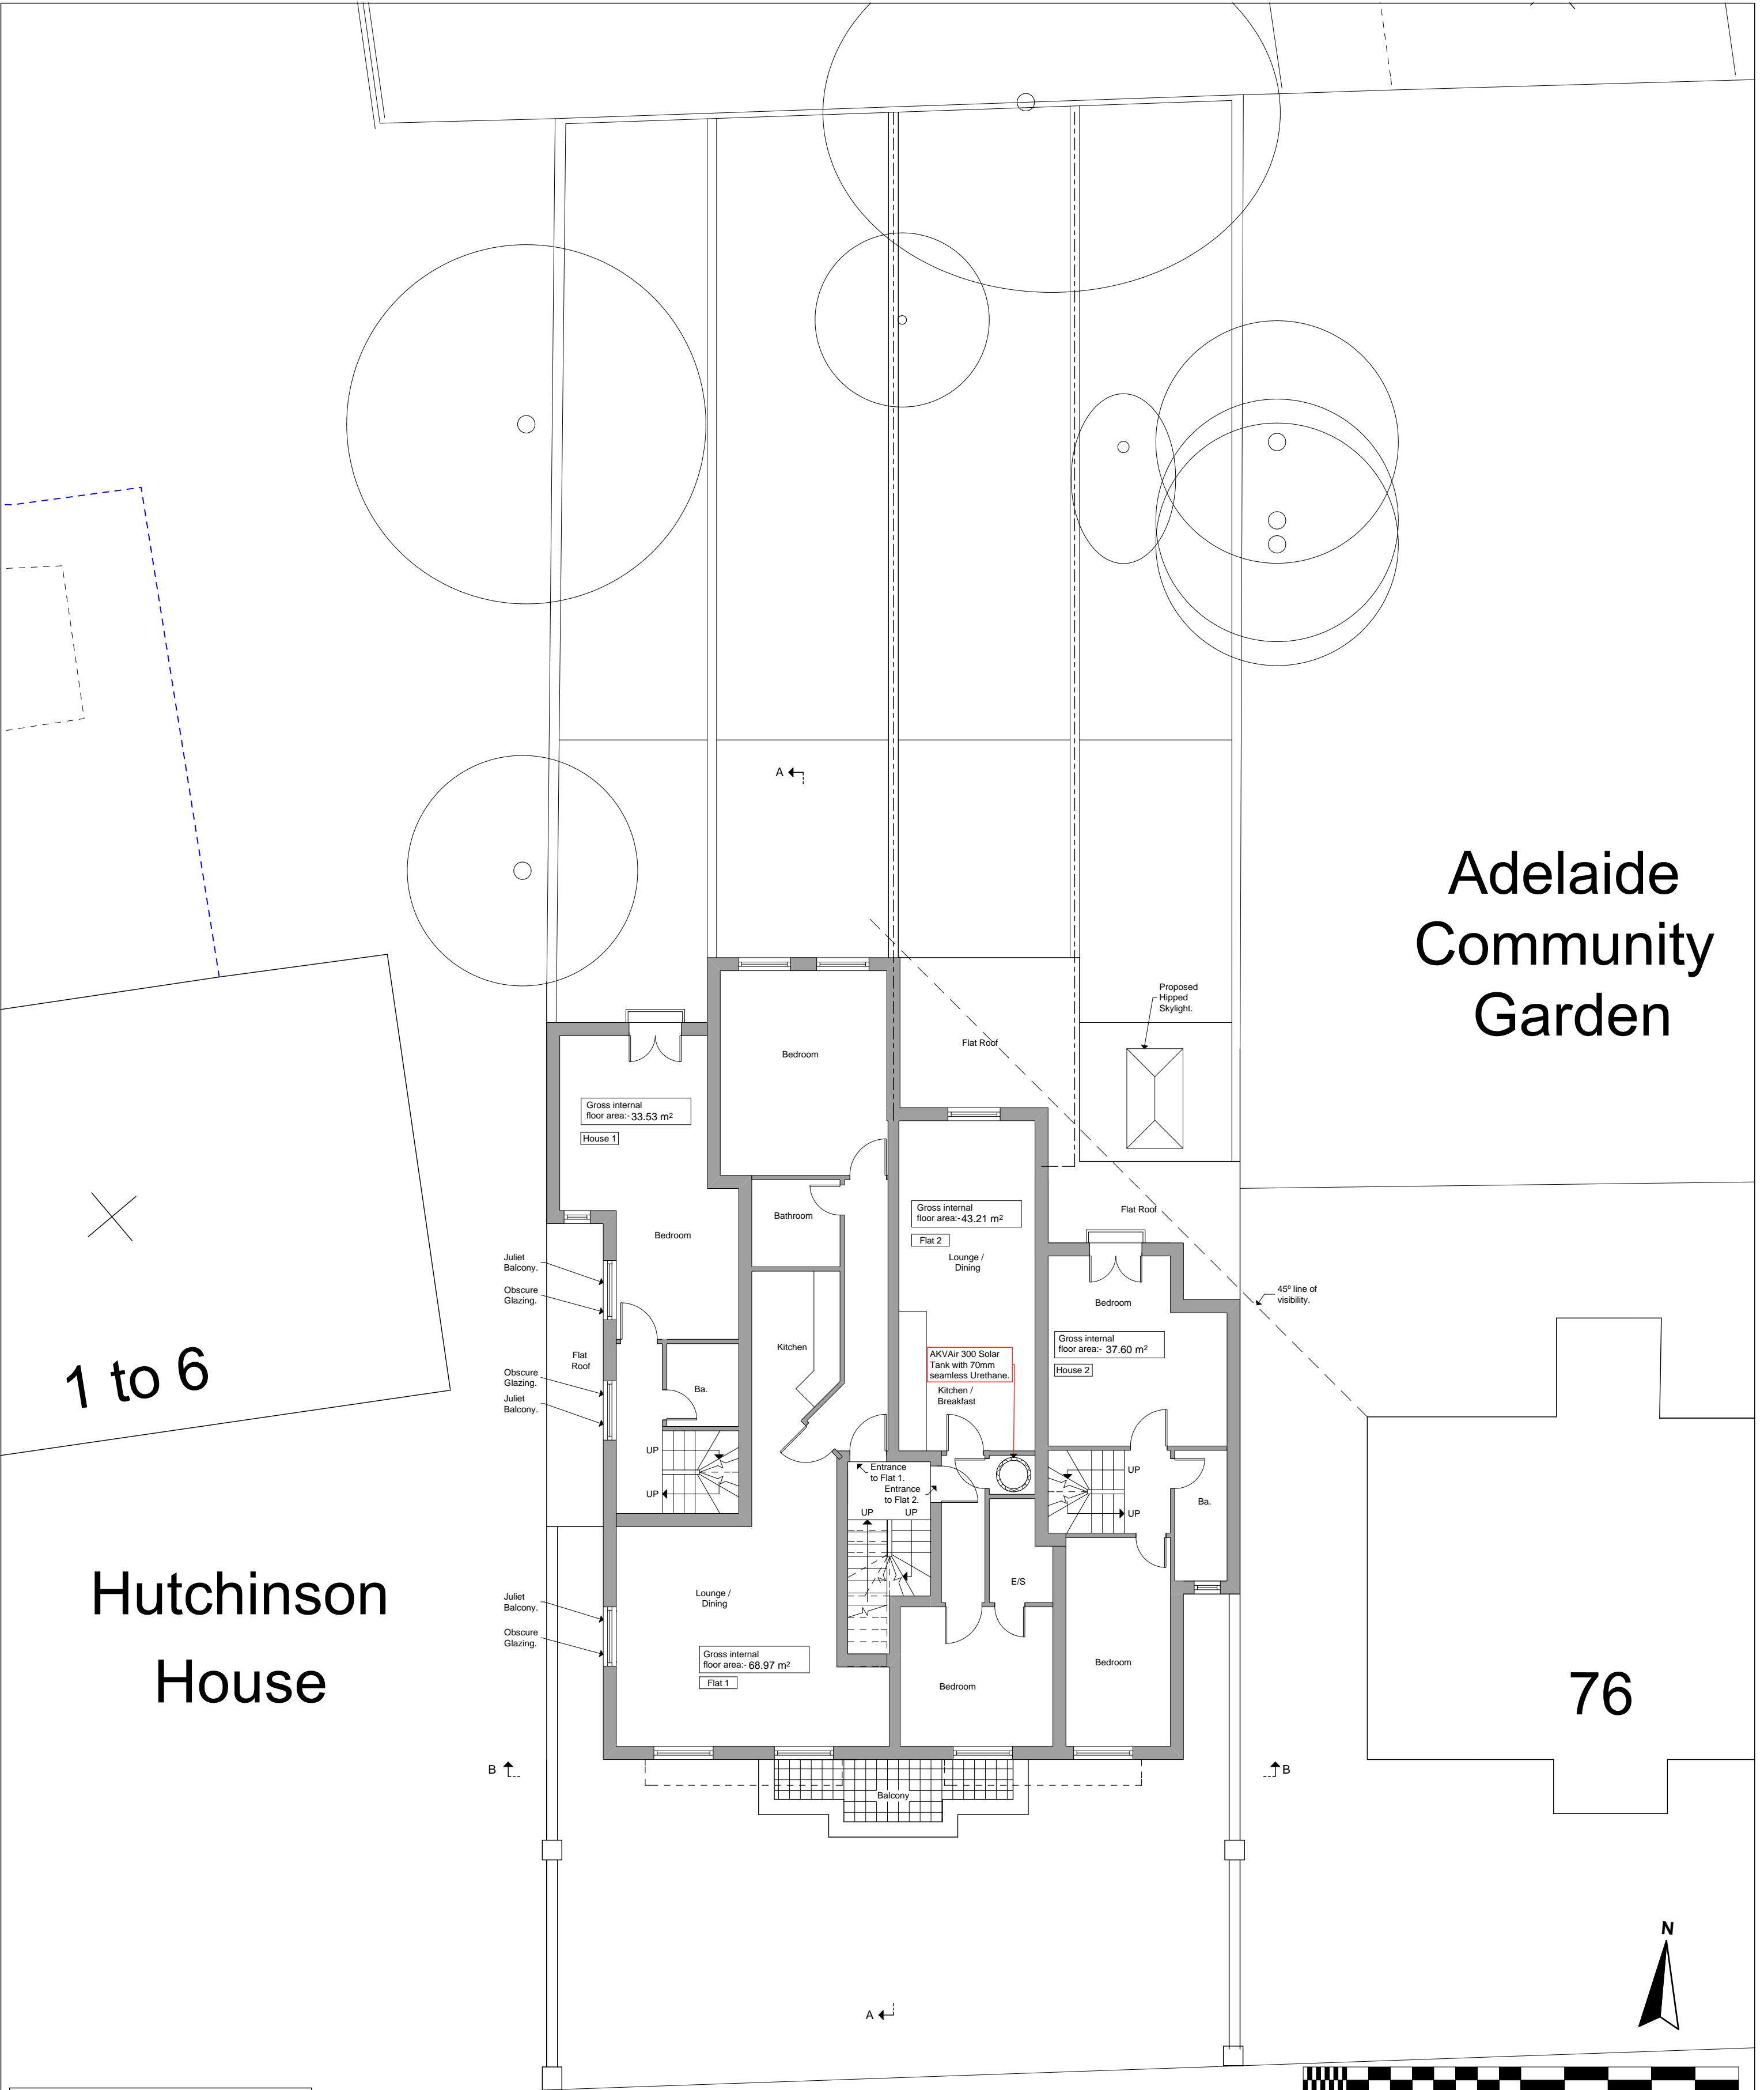 A
Adelaide
Community
Garden
Proposed
Hipped
Skylight.
Flat Roof
Bedroom
Gross internal
floor area:- 33.53 m²
House 1
Bathroom
Bedroom
Gross internal
floor area:- 43.21 m²
Flat 2
Lounge /
Dining
Flat Roof
Juliet
Balcony.
Obscure
Glazing.
Bedroom
45º line of
visibility.
Gross internal
floor area:- 37.60 m²
House 2
Kitchen
Flat
Roof
AKVAir 300 Solar
Tank with 70mm
seamless Urethane.
Kitchen /
Breakfast
1 to 6
Obscure
Glazing.
Juliet
Balcony.
Ba.
UP
UP
Entrance
to Flat 1.
Entrance
to Flat 2.
UP
UP
UP
UP
Ba.
Hutchinson
House
Juliet
Balcony.
Obscure
Glazing.
Lounge /
Dining
E/S
Gross internal
floor area:- 68.97 m²
Flat 1
Bedroom
Bedroom
76
B
B
Balcony
N
A